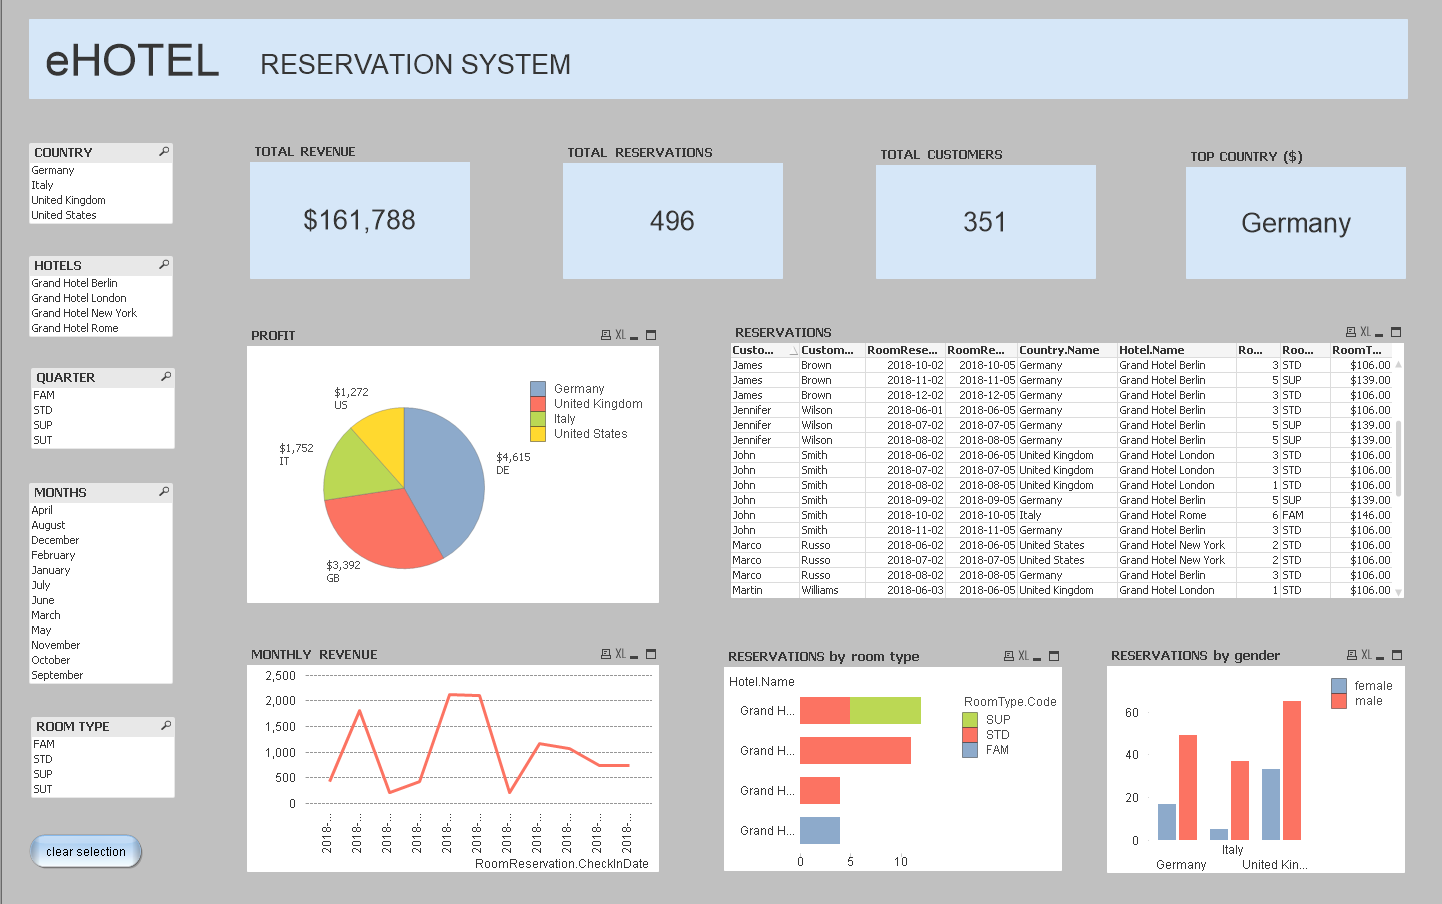 eHOTEL RESERVATION SYSTEM
COUNTRY
Germany
Italy
United Kingdom
United States
HOTELS
Grand Hotel Berlin
Grand Hotel London
Grand Hotel New York
Grand Hotel Rome
QUARTER
FAM
STD
SUP
SUT
MONTHS
April
August
December
February
January
July
June
March
May
November
October
September
ROOM TYPE
FAM
STD
SUP
SUT
clear selection
TOTAL REVENUE
$161,788
TOTAL RESERVATIONS
496
TOTAL CUSTOMERS
351
TOP COUNTRY ($)
Germany
PROFIT
XL
$1,272
US
$1,752
IT
$4,615
DE
$3,392
GB
Germany
United Kingdom
Italy
United States
RESERVATIONS
XL
Custo... Custom... RoomRese... RoomRe... Country.Name Hotel.Name Ro... Roo... RoomT...
James Brown 2018-10-02 2018-10-05 Germany Grand Hotel Berlin 3 STD $106.00
James Brown 2018-11-02 2018-11-05 Germany Grand Hotel Berlin 5 SUP $139.00
James Brown 2018-12-02 2018-12-05 Germany Grand Hotel Berlin 3 STD $106.00
Jennifer Wilson 2018-06-01 2018-06-05 Germany Grand Hotel Berlin 3 STD $106.00
Jennifer Wilson 2018-07-02 2018-07-05 Germany Grand Hotel Berlin 5 SUP $139.00
Jennifer Wilson 2018-08-02 2018-08-05 Germany Grand Hotel Berlin 5 SUP $139.00
John Smith 2018-06-02 2018-06-05 United Kingdom Grand Hotel London 3 STD $106.00
John Smith 2018-07-02 2018-07-05 United Kingdom Grand Hotel London 3 STD $106.00
John Smith 2018-08-02 2018-08-05 United Kingdom Grand Hotel London 1 STD $106.00
John Smith 2018-09-02 2018-09-05 Germany Grand Hotel Berlin 5 SUP $139.00
John Smith 2018-10-02 2018-10-05 Italy Grand Hotel Rome 6 FAM $146.00
John Smith 2018-11-02 2018-11-05 Germany Grand Hotel Berlin 3 STD $106.00
Marco Russo 2018-06-02 2018-06-05 United States Grand Hotel New York 2 STD $106.00
Marco Russo 2018-07-02 2018-07-05 United States Grand Hotel New York 2 STD $106.00
Marco Russo 2018-08-02 2018-08-05 Germany Grand Hotel Berlin 3 STD $106.00
Martin Williams 2018-06-03 2018-06-05 United Kingdom Grand Hotel London 1 STD $106.00
MONTHLY REVENUE
XL
2,500
2,000
1,500
1,000
500
0
2018-...
2018-...
2018-...
2018-...
2018-...
2018-...
2018-...
2018-...
2018-...
2018-...
2018-...
RoomReservation.CheckInDate
RESERVATIONS by room type
XL
Hotel.Name
Grand H...
Grand H...
Grand H...
Grand H...
0 5 10
RoomType.Code
SUP
STD
FAM
RESERVATIONS by gender
XL
female
male
60
40
20
0
Germany
Italy
United Kin...